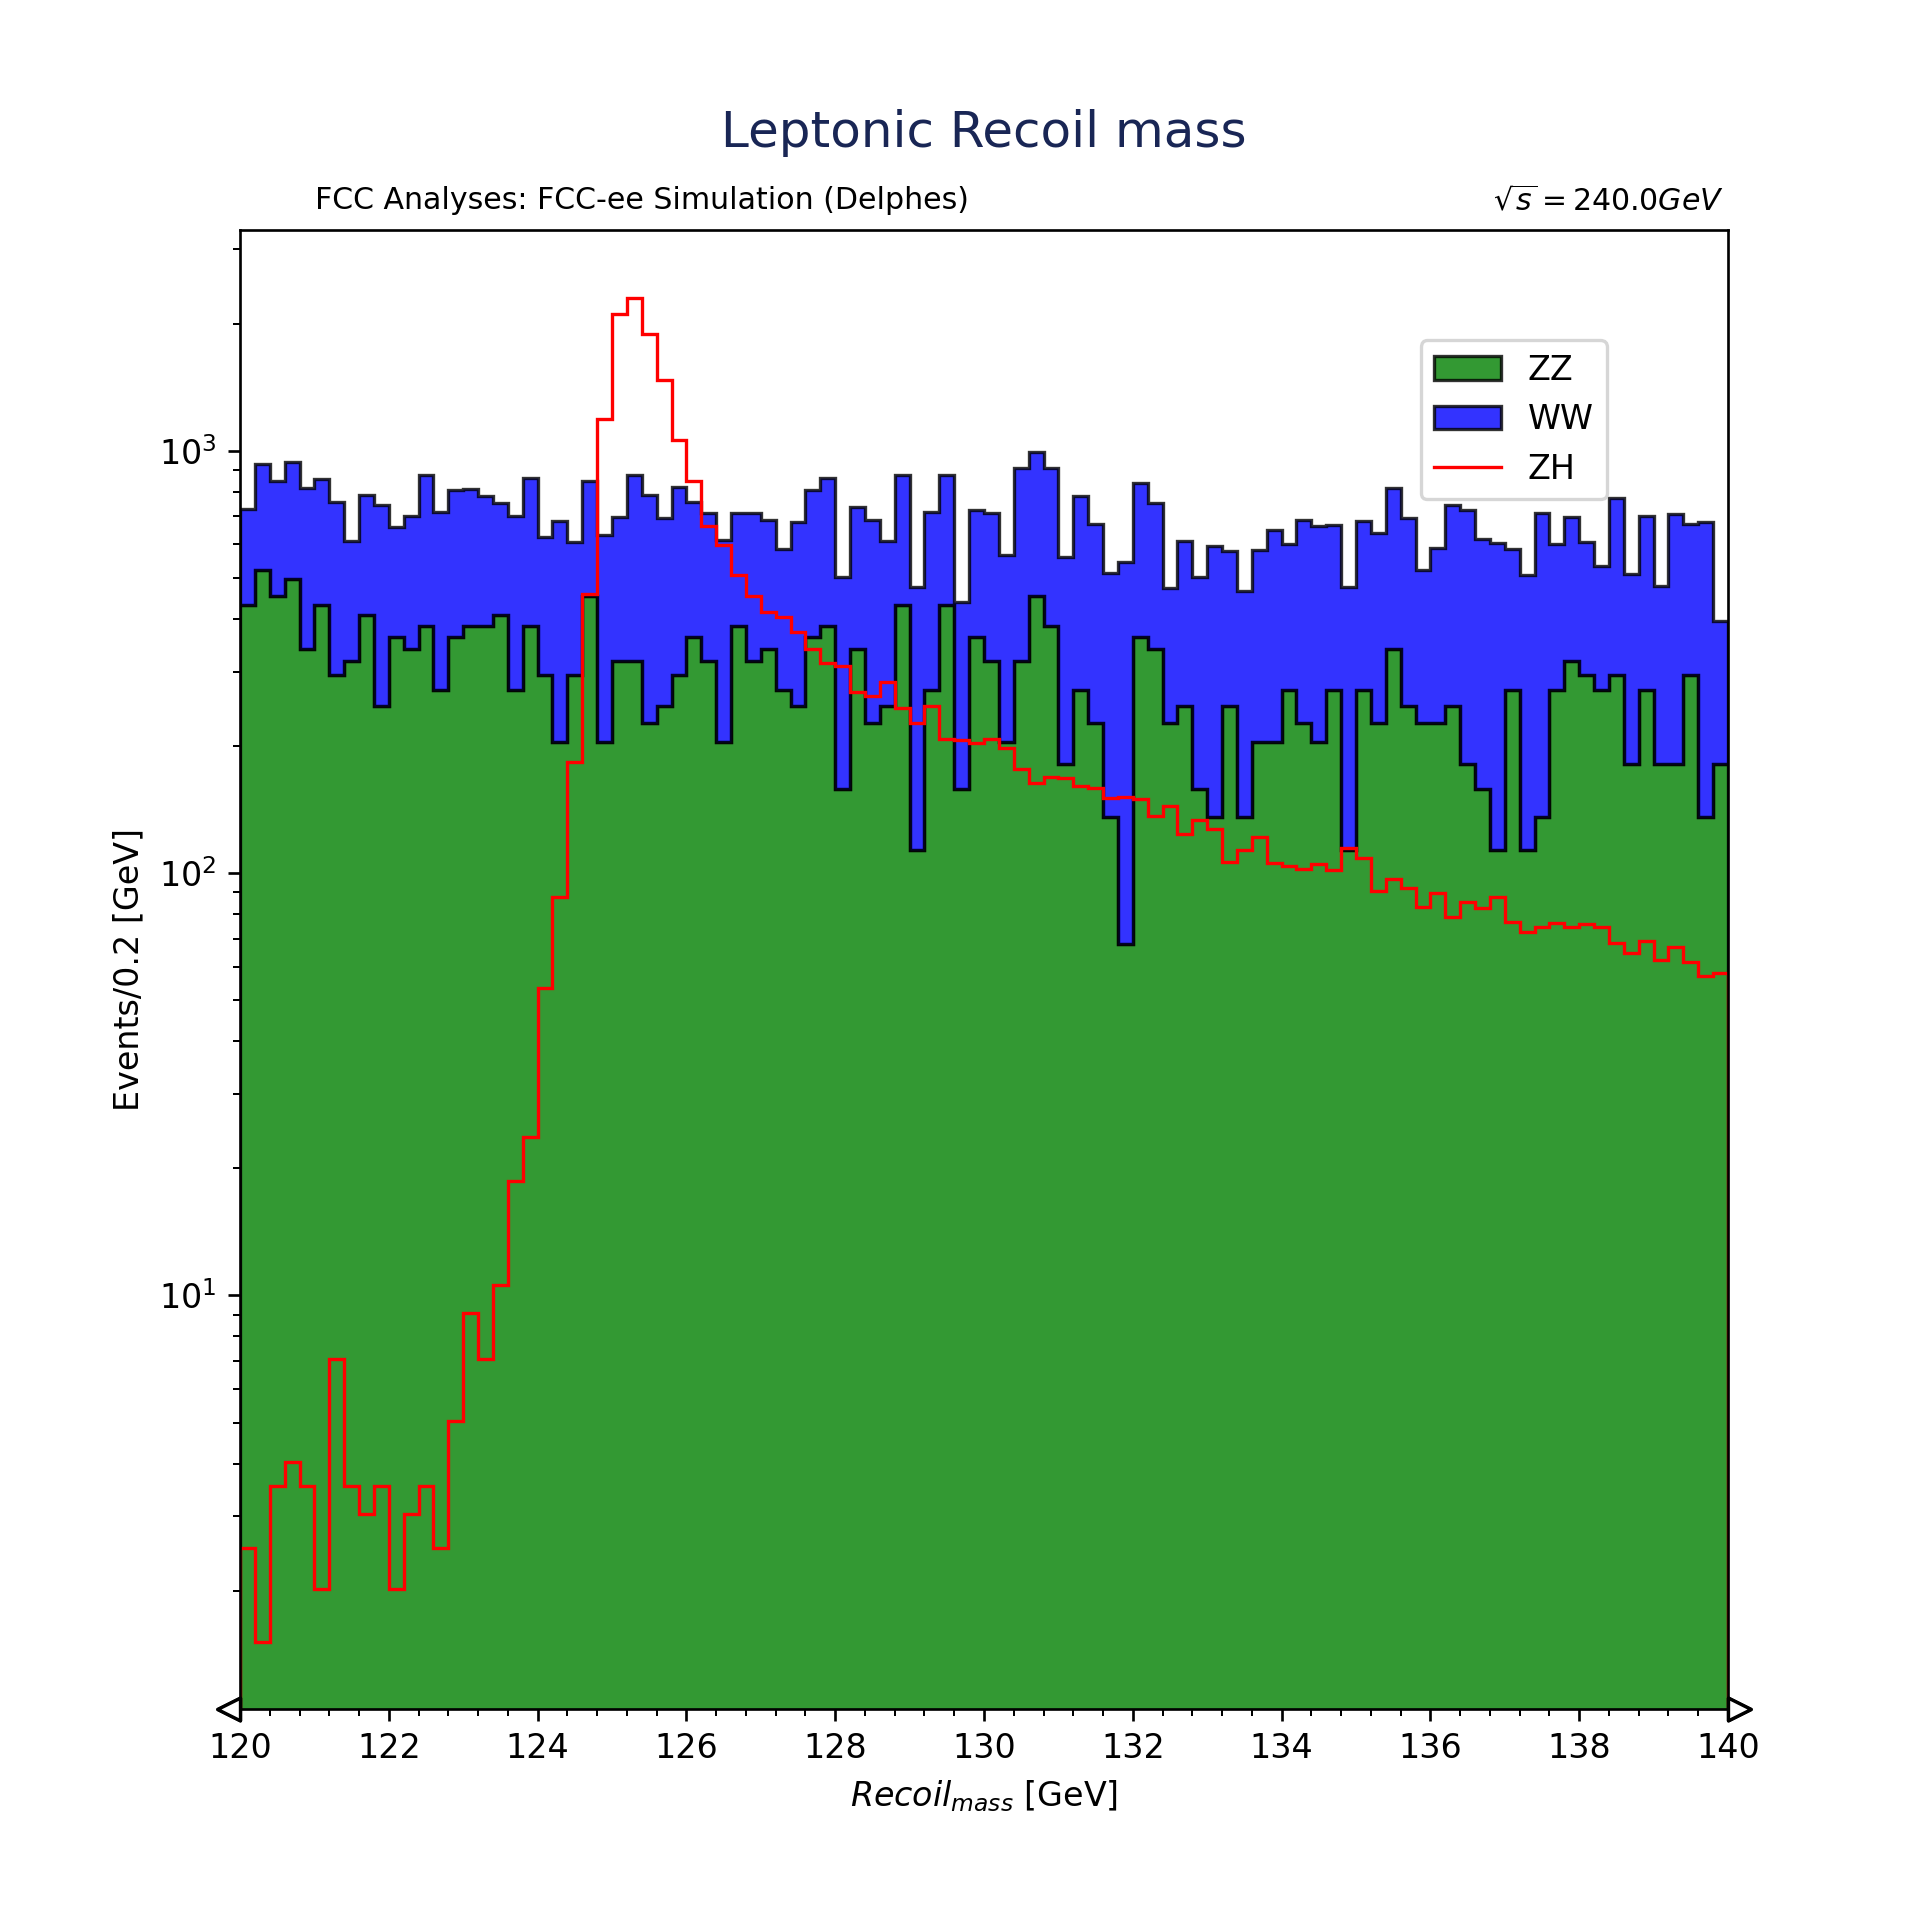 Leptonic Recoil mass
FCC Analyses: FCC-ee Simulation (Delphes)
√s = 240.0GeV
ZZ
WW
ZH
10³
10²
10¹
Events/0.2 [GeV]
120 122 124 126 128 130 132 134 136 138 140
Recoil_mass [GeV]